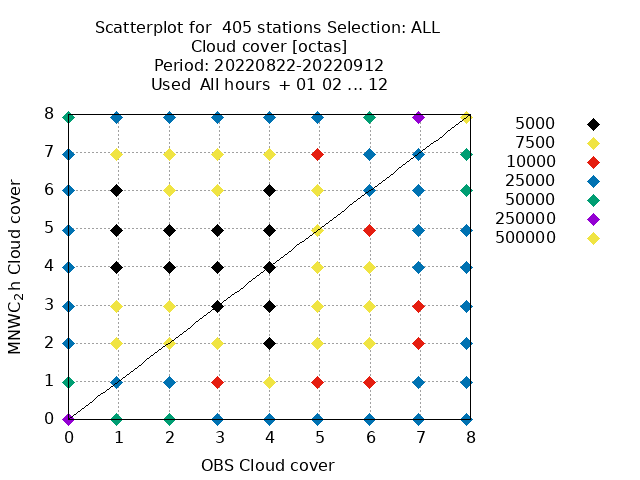 Scatterplot for  405 stations Selection: ALL
Cloud cover [octas]
Period: 20220822-20220912
Used  All hours  + 01 02 ... 12
MNWC2h Cloud cover
8
7
6
5
4
3
2
1
0
0 1 2 3 4 5 6 7 8
OBS Cloud cover
5000
7500
10000
25000
50000
250000
500000